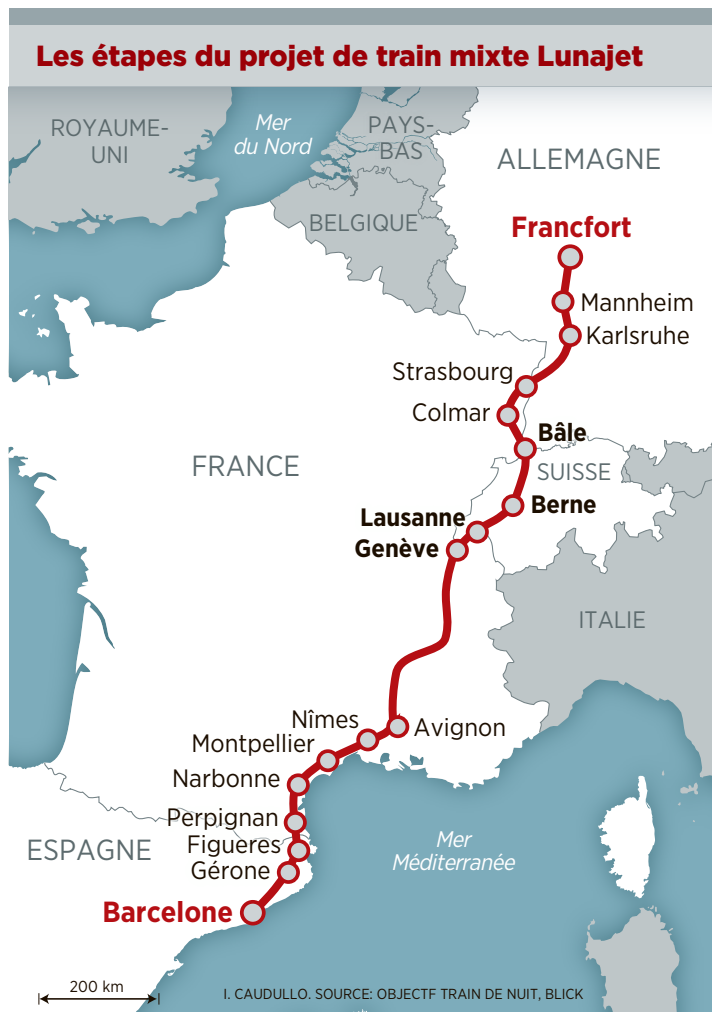 Les étapes du projet de train mixte Lunajet
ROYAUME-
UNI
Mer
du Nord
PAYS-
BAS
ALLEMAGNE
BELGIQUE
Francfort
Mannheim
Karlsruhe
Strasbourg
Colmar
Bâle
FRANCE
SUISSE
Berne
Lausanne
Genève
ITALIE
Nîmes
Avignon
Montpellier
Narbonne
Perpignan
Figueres
ESPAGNE
Gérone
Mer
Méditerranée
Barcelone
200 km
I. CAUDULLO. SOURCE: OBJECTF TRAIN DE NUIT, BLICK